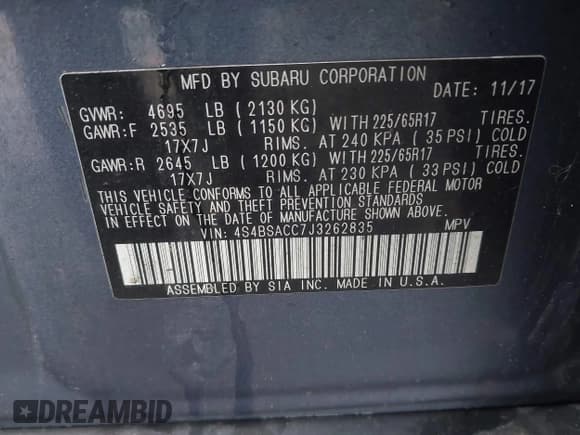 MFD BY SUBARU CORPORATION
DATE: 11/17
GVWR: 4695 LB (2130 KG)
GAWR:F 2535 LB (1150 KG) WITH 225/65R17 TIRES.
17X7J RIMS. AT 240 KPA (35 PSI) COLD
GAWR:R 2645 LB (1200 KG) WITH 225/65R17 TIRES.
17X7J RIMS. AT 230 KPA (33 PSI) COLD
THIS VEHICLE CONFORMS TO ALL APPLICABLE FEDERAL MOTOR
VEHICLE SAFETY AND THEFT PREVENTION STANDARDS
IN EFFECT ON THE DATE OF MANUFACTURE SHOWN ABOVE.
VIN: 4S4BSACC7J3262835 MPV
ASSEMBLED BY SIA INC. MADE IN U.S.A.
DREAMBID